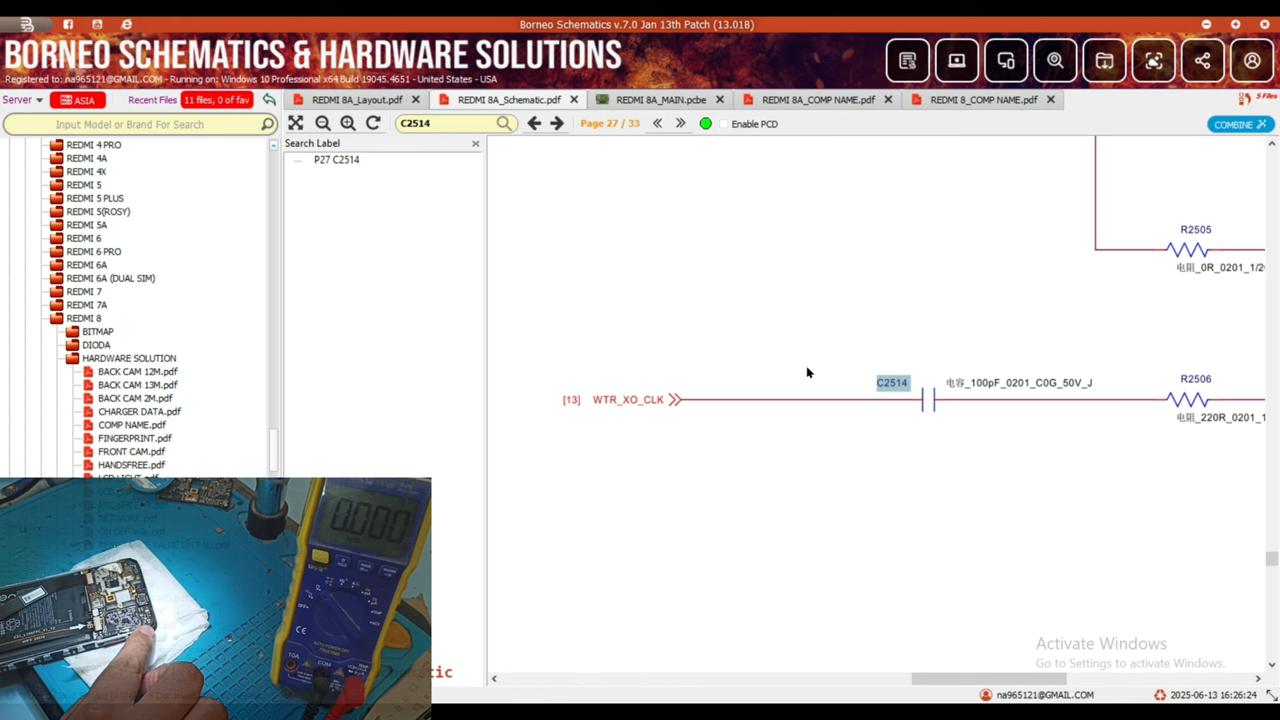 Borneo Schematics v.7.0 Jan 13th Patch (13.01B)
BORNEO SCHEMATICS & HARDWARE SOLUTIONS
Registered to: na965121@GMAIL.COM - Running on; Windows 10 Professional x64 Build 19045.4651 - United States - USA
Server ASIA Recent Files 11 files, 0 of fav
REDMI 8A_Layout.pdf REDMI 8A_Schematic.pdf REDMI 8A_MAIN.pcbe REDMI 8A_COMP NAME.pdf REDMI 8_COMP NAME.pdf
5 Files
Input Model or Brand For Search
C2514
Page 27 / 33
Enable PCD
COMBINE
Search Label
P27 C2514
REDMI 4 PRO
REDMI 4A
REDMI 4X
REDMI 5
REDMI 5 PLUS
REDMI 5(ROSY)
REDMI 5A
REDMI 6
REDMI 6 PRO
REDMI 6A
REDMI 6A (DUAL SIM)
REDMI 7
REDMI 7A
REDMI 8
BITMAP
DIODA
HARDWARE SOLUTION
BACK CAM 12M.pdf
BACK CAM 13M.pdf
BACK CAM 2M.pdf
CHARGER DATA.pdf
COMP NAME.pdf
FINGERPRINT.pdf
FRONT CAM.pdf
HANDSFREE.pdf
R2505
电阻_0R_0201_1/2
C2514
电容_100pF_0201_C0G_50V_J
R2506
[13] WTR_XO_CLK
电阻_220R_0201_1
0.000
CE
10A
COM
tic
Activate Windows
Go to Settings to activate Windows.
na965121@GMAIL.COM
2025-06-13 16:26:24